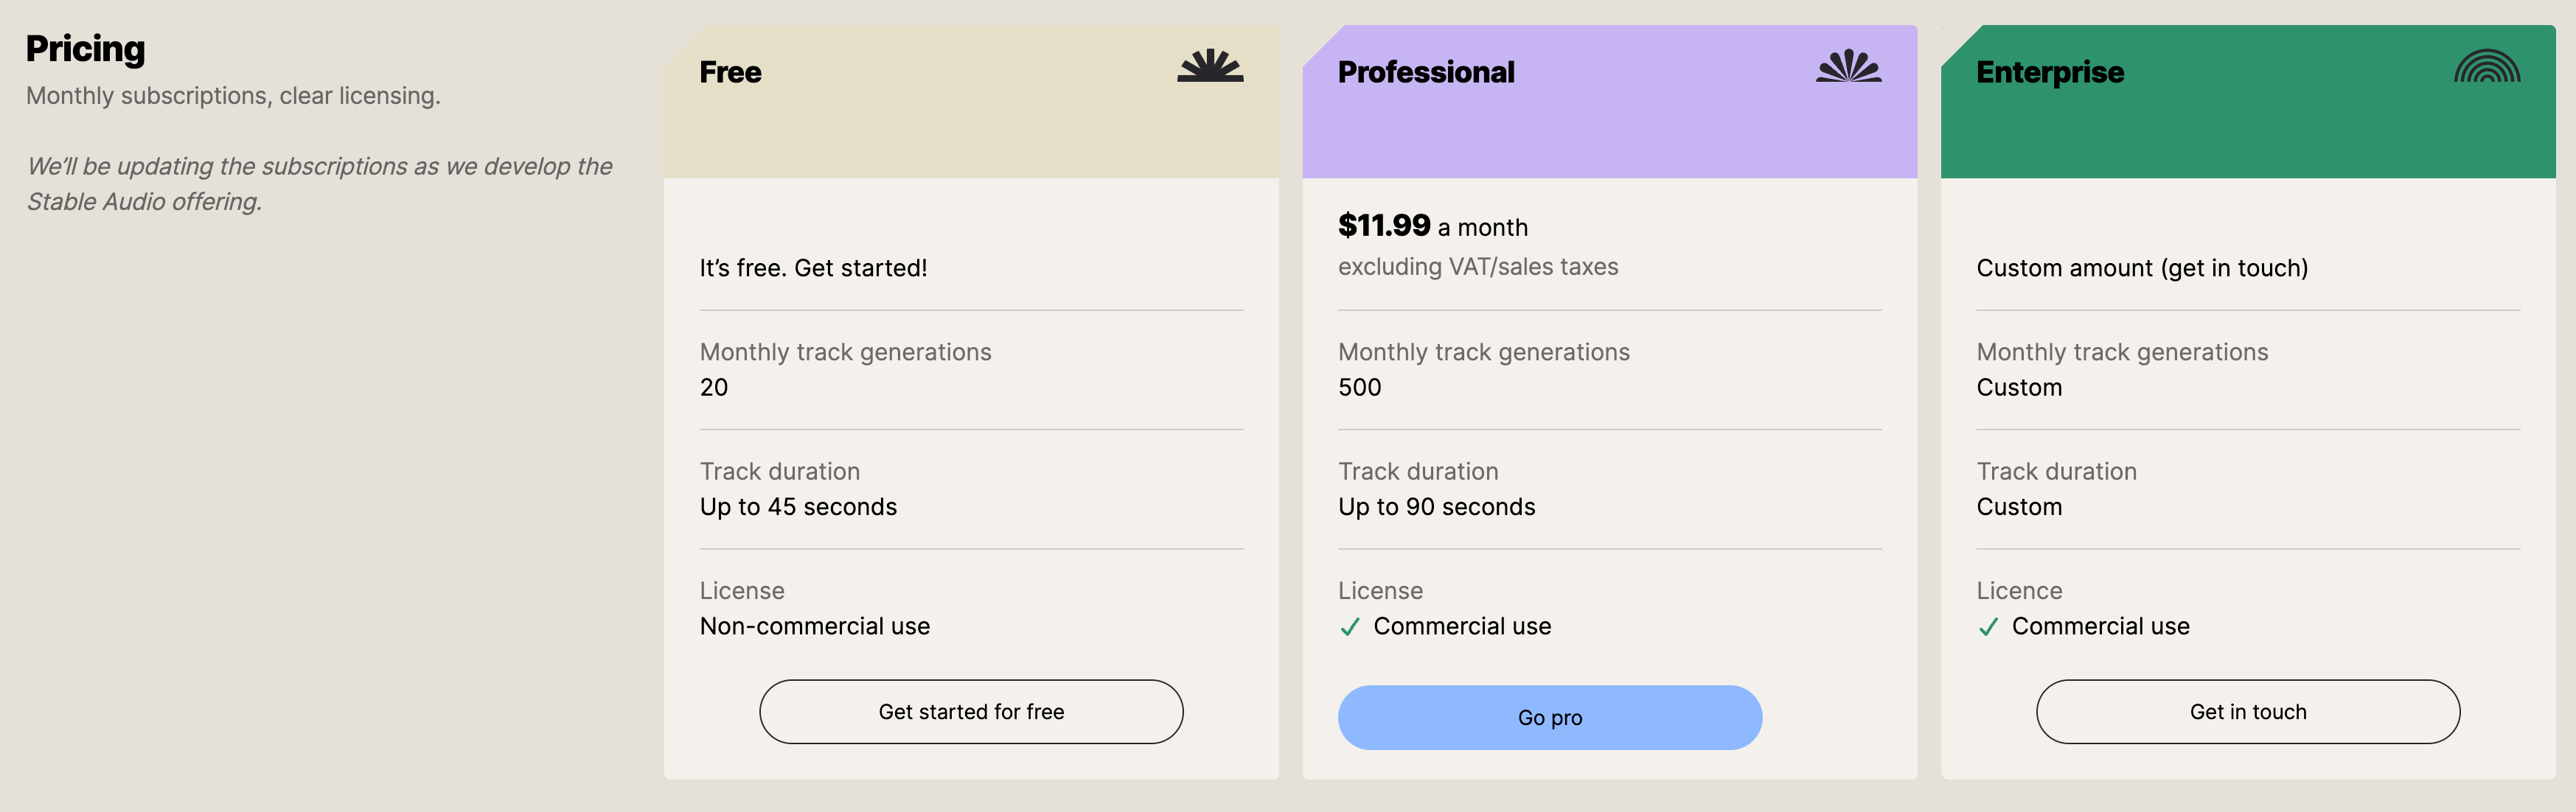 Pricing
Monthly subscriptions, clear licensing.
We'll be updating the subscriptions as we develop the
Stable Audio offering.
Free
It's free. Get started!
Monthly track generations
20
Track duration
Up to 45 seconds
License
Non-commercial use
Get started for free
Professional
$11.99 a month
excluding VAT/sales taxes
Monthly track generations
500
Track duration
Up to 90 seconds
License
Commercial use
Go pro
Enterprise
Custom amount (get in touch)
Monthly track generations
Custom
Track duration
Custom
Licence
Commercial use
Get in touch